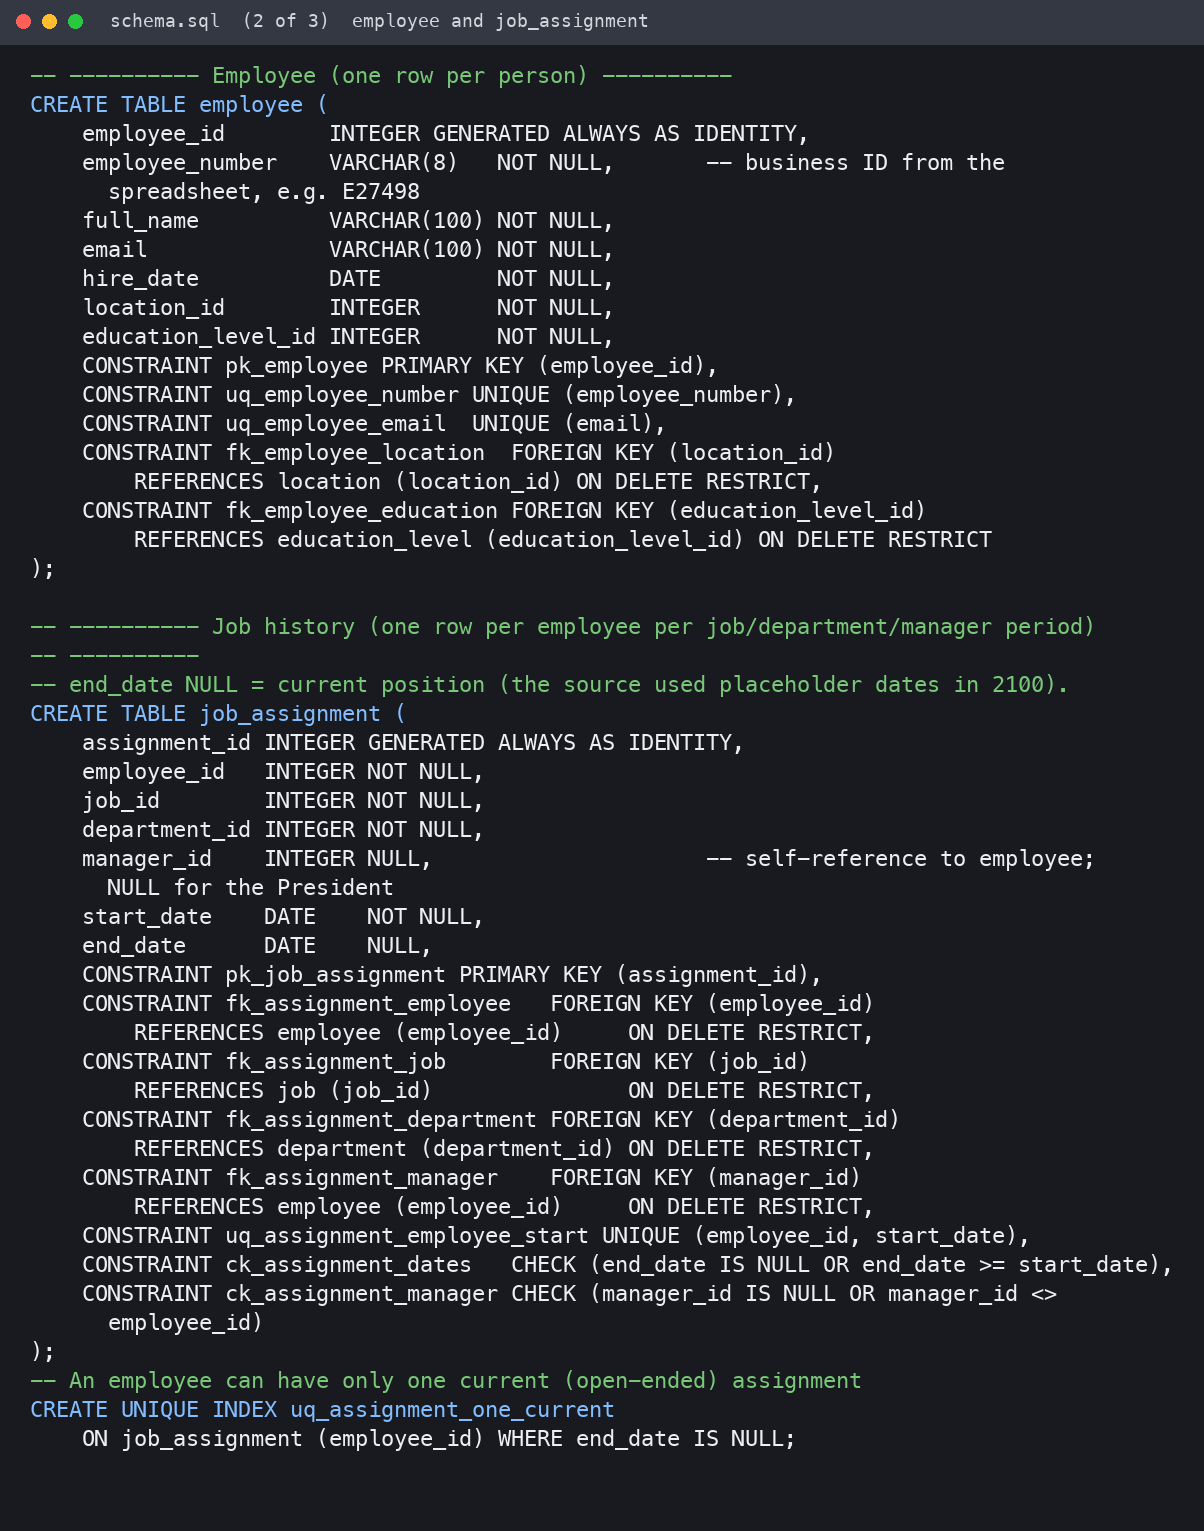 schema.sql  (2 of 3)  employee and job_assignment
-- ---------- Employee (one row per person) ----------
CREATE TABLE employee (
    employee_id        INTEGER GENERATED ALWAYS AS IDENTITY,
    employee_number    VARCHAR(8)   NOT NULL,       -- business ID from the
      spreadsheet, e.g. E27498
    full_name          VARCHAR(100) NOT NULL,
    email              VARCHAR(100) NOT NULL,
    hire_date          DATE         NOT NULL,
    location_id        INTEGER      NOT NULL,
    education_level_id INTEGER      NOT NULL,
    CONSTRAINT pk_employee PRIMARY KEY (employee_id),
    CONSTRAINT uq_employee_number UNIQUE (employee_number),
    CONSTRAINT uq_employee_email  UNIQUE (email),
    CONSTRAINT fk_employee_location  FOREIGN KEY (location_id)
        REFERENCES location (location_id) ON DELETE RESTRICT,
    CONSTRAINT fk_employee_education FOREIGN KEY (education_level_id)
        REFERENCES education_level (education_level_id) ON DELETE RESTRICT
);

-- ---------- Job history (one row per employee per job/department/manager period)
-- ----------
-- end_date NULL = current position (the source used placeholder dates in 2100).
CREATE TABLE job_assignment (
    assignment_id INTEGER GENERATED ALWAYS AS IDENTITY,
    employee_id   INTEGER NOT NULL,
    job_id        INTEGER NOT NULL,
    department_id INTEGER NOT NULL,
    manager_id    INTEGER NULL,                     -- self-reference to employee;
      NULL for the President
    start_date    DATE    NOT NULL,
    end_date      DATE    NULL,
    CONSTRAINT pk_job_assignment PRIMARY KEY (assignment_id),
    CONSTRAINT fk_assignment_employee   FOREIGN KEY (employee_id)
        REFERENCES employee (employee_id)     ON DELETE RESTRICT,
    CONSTRAINT fk_assignment_job        FOREIGN KEY (job_id)
        REFERENCES job (job_id)               ON DELETE RESTRICT,
    CONSTRAINT fk_assignment_department FOREIGN KEY (department_id)
        REFERENCES department (department_id) ON DELETE RESTRICT,
    CONSTRAINT fk_assignment_manager    FOREIGN KEY (manager_id)
        REFERENCES employee (employee_id)     ON DELETE RESTRICT,
    CONSTRAINT uq_assignment_employee_start UNIQUE (employee_id, start_date),
    CONSTRAINT ck_assignment_dates   CHECK (end_date IS NULL OR end_date >= start_date),
    CONSTRAINT ck_assignment_manager CHECK (manager_id IS NULL OR manager_id <>
      employee_id)
);
-- An employee can have only one current (open-ended) assignment
CREATE UNIQUE INDEX uq_assignment_one_current
    ON job_assignment (employee_id) WHERE end_date IS NULL;